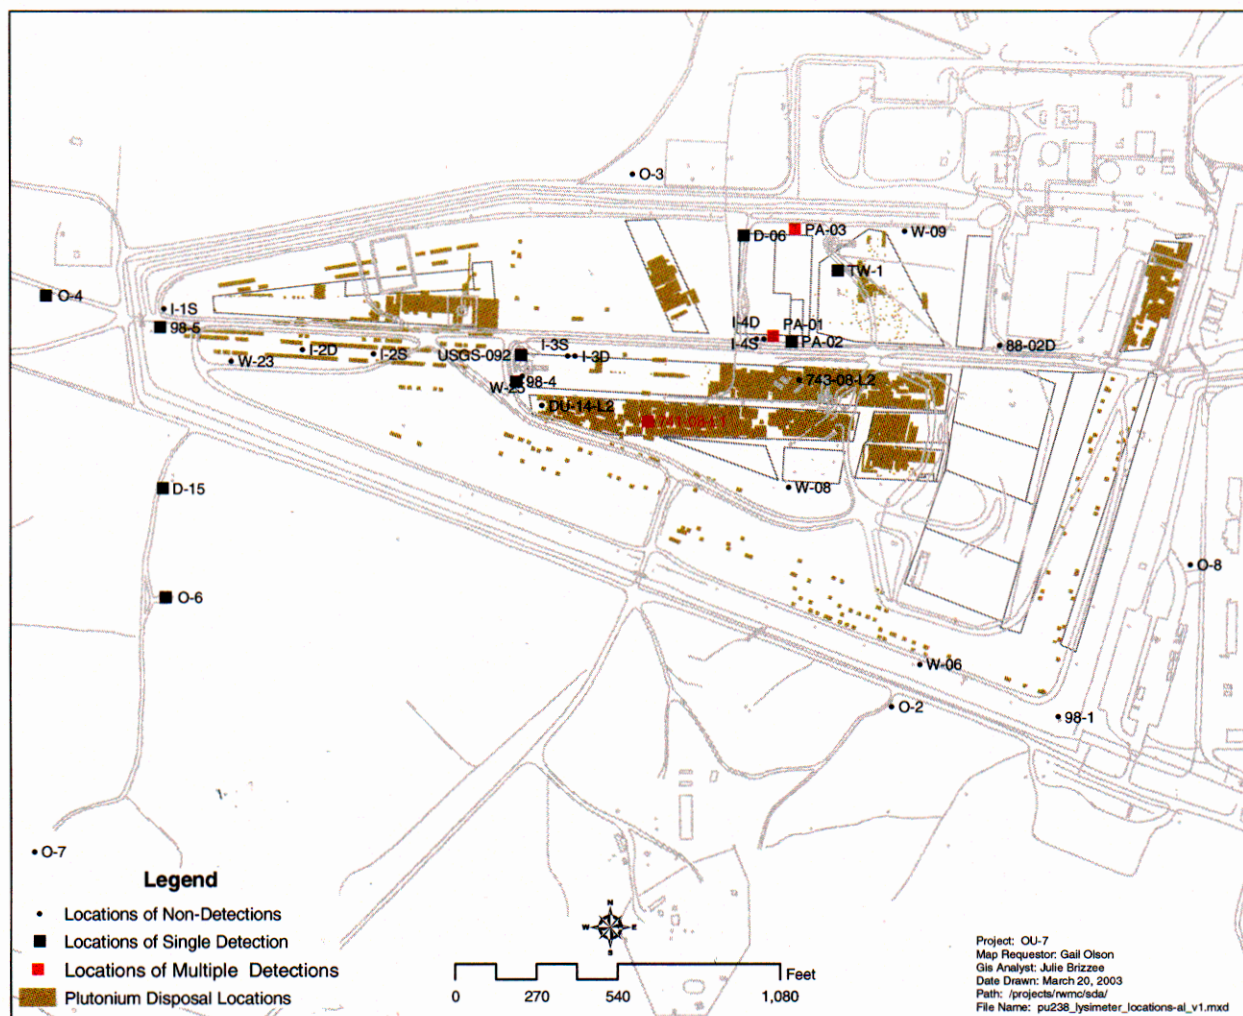 O-3
D-06
PA-03
W-09
TW-1
O-4
I-1S
98-5
I-4D
PA-01
I-4S
PA-02
88-02D
I-2D
I-2S
W-23
USGS-092
I-3S
I-3D
98-4
W-25
743-08-L2
DU-14-L2
741-08-L1
W-08
D-15
O-6
O-8
W-06
O-2
98-1
O-7
Legend
Locations of Non-Detections
Locations of Single Detection
Locations of Multiple Detections
Plutonium Disposal Locations
N
W
E
S
Feet
0 270 540 1,080
Project: OU-7
Map Requestor: Gail Olson
Gis Analyst: Julie Brizzee
Date Drawn: March 20, 2003
Path: /projects/rwmc/sda/
File Name: pu238_lysimeter_locations-al_v1.mxd